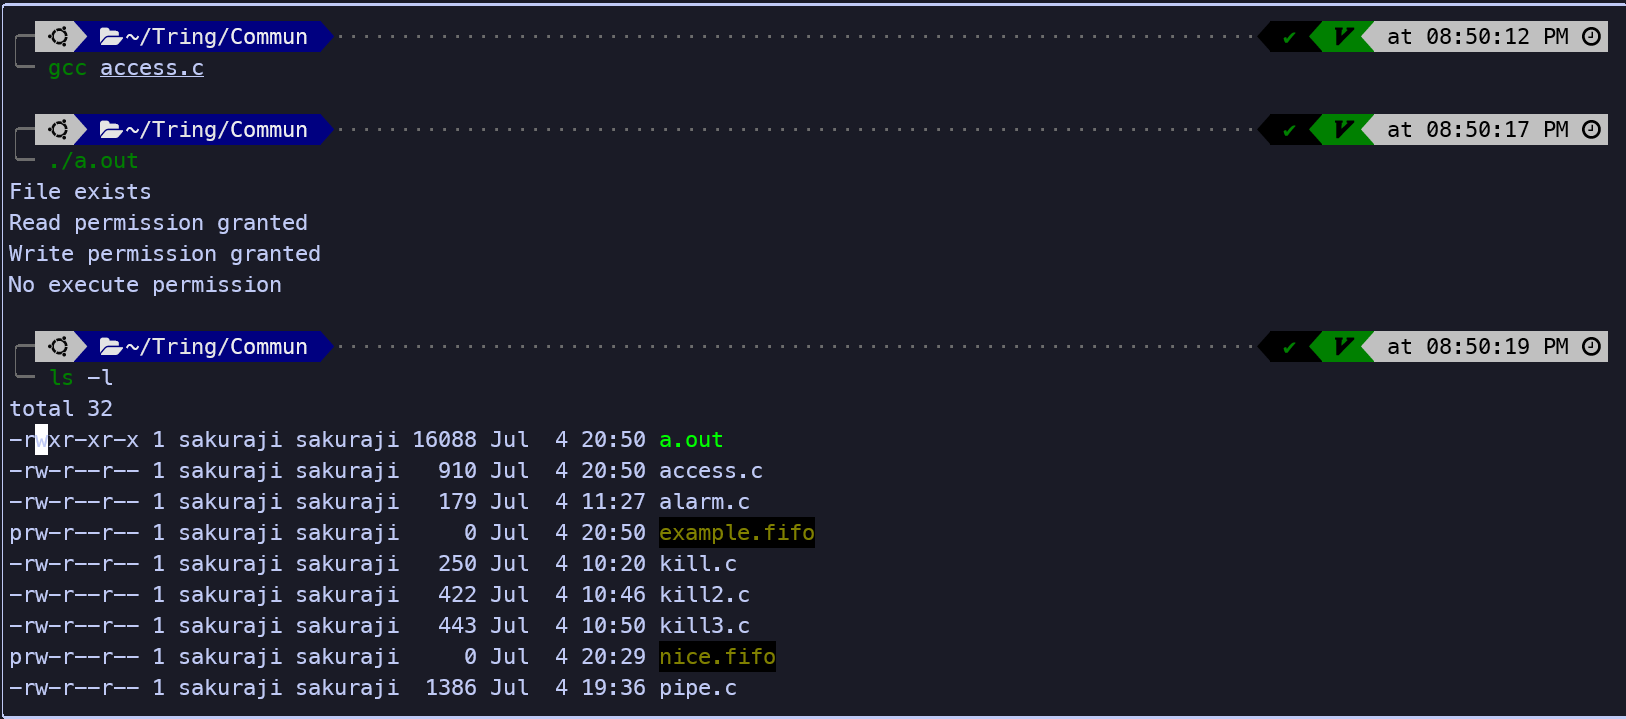 ~/Tring/Commun at 08:50:12 PM
gcc access.c
~/Tring/Commun at 08:50:17 PM
./a.out
File exists
Read permission granted
Write permission granted
No execute permission
~/Tring/Commun at 08:50:19 PM
ls -l
total 32
-rwxr-xr-x 1 sakuraji sakuraji 16088 Jul  4 20:50 a.out
-rw-r--r-- 1 sakuraji sakuraji   910 Jul  4 20:50 access.c
-rw-r--r-- 1 sakuraji sakuraji   179 Jul  4 11:27 alarm.c
prw-r--r-- 1 sakuraji sakuraji     0 Jul  4 20:50 example.fifo
-rw-r--r-- 1 sakuraji sakuraji   250 Jul  4 10:20 kill.c
-rw-r--r-- 1 sakuraji sakuraji   422 Jul  4 10:46 kill2.c
-rw-r--r-- 1 sakuraji sakuraji   443 Jul  4 10:50 kill3.c
prw-r--r-- 1 sakuraji sakuraji     0 Jul  4 20:29 nice.fifo
-rw-r--r-- 1 sakuraji sakuraji  1386 Jul  4 19:36 pipe.c